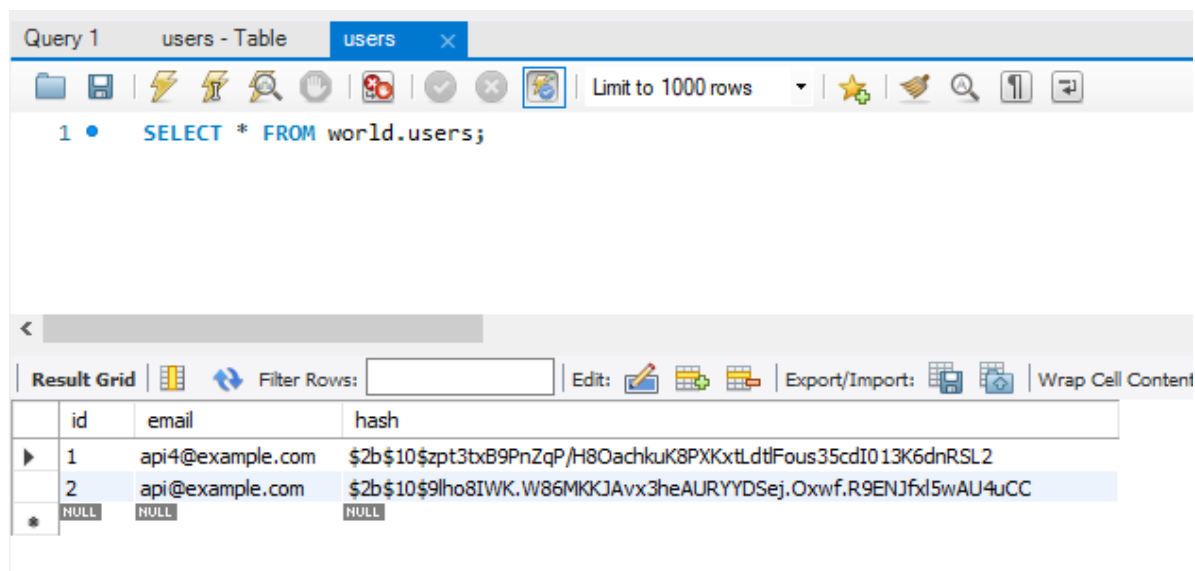 Query 1 users - Table users
Limit to 1000 rows
1 SELECT * FROM world.users;
Result Grid Filter Rows: Edit: Export/Import: Wrap Cell Content
id email hash
1 api4@example.com $2b$10$zpt3txB9PnZqP/H8OachkuK8PXKxtLdtlFous35cdI013K6dnRSL2
2 api@example.com $2b$10$9lho8IWK.W86MKKJAvx3heAURYYDSej.Oxwf.R9ENJfxl5wAU4uCC
NULL NULL NULL